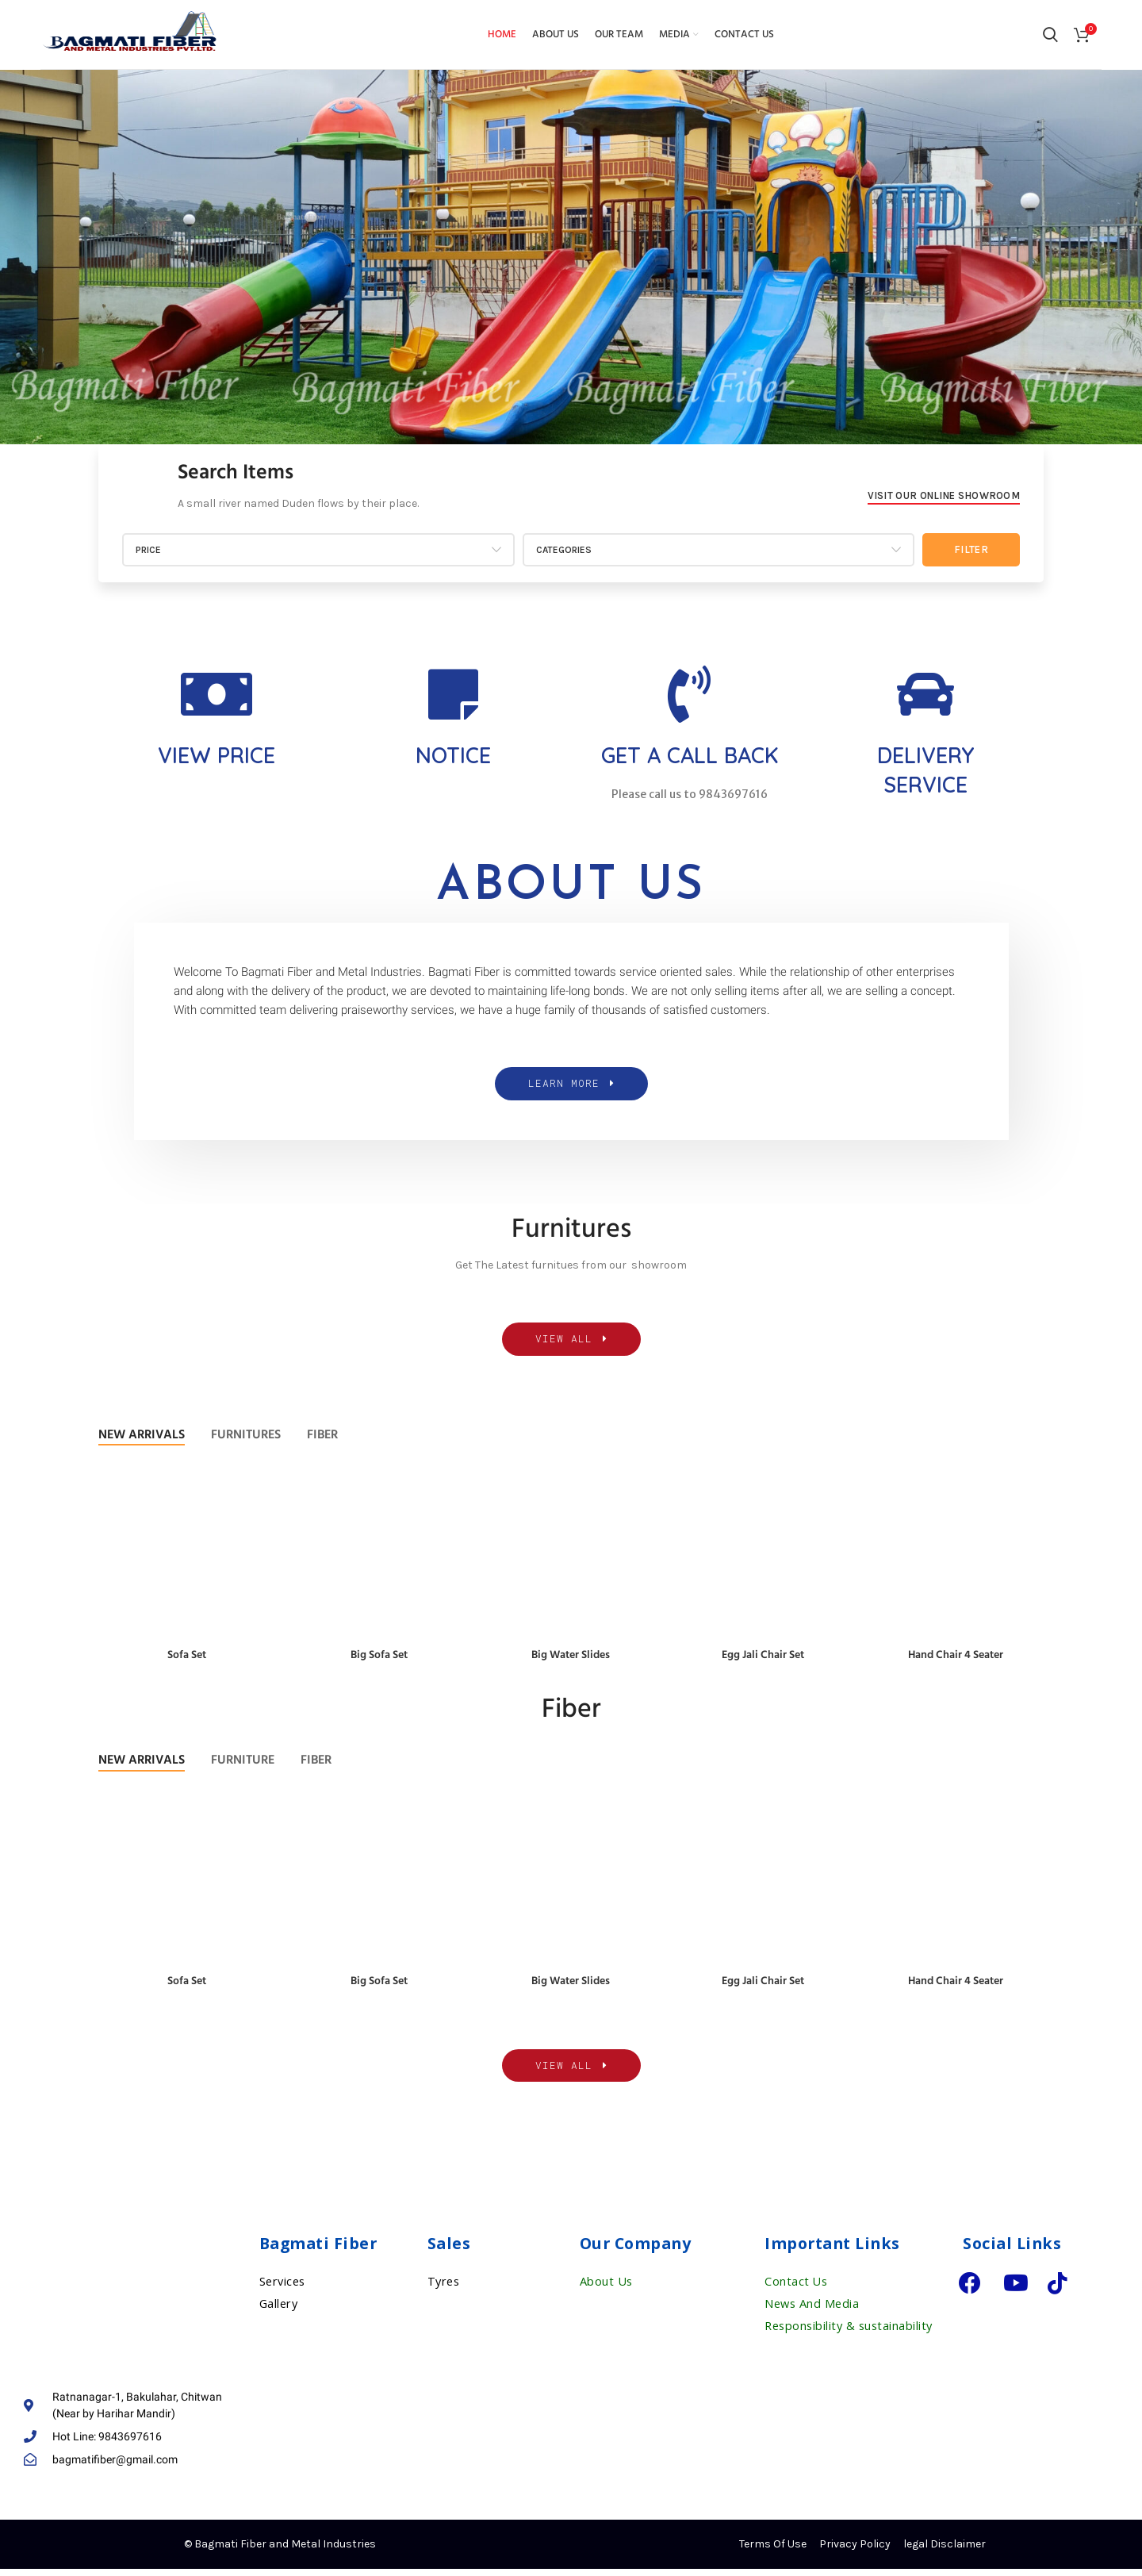 BAGMATI FIBER
AND METAL INDUSTRIES PVT.LTD.
HOME ABOUT US OUR TEAM MEDIA CONTACT US
0
Bagmati Fiber Bagmati Fiber Bagmati Fiber Bagmati Fiber
Search Items
A small river named Duden flows by their place.
VISIT OUR ONLINE SHOWROOM
PRICE CATEGORIES FILTER
VIEW PRICE NOTICE GET A CALL BACK DELIVERY
SERVICE
Please call us to 9843697616
ABOUT US
Welcome To Bagmati Fiber and Metal Industries. Bagmati Fiber is committed towards service oriented sales. While the relationship of other enterprises
and along with the delivery of the product, we are devoted to maintaining life-long bonds. We are not only selling items after all, we are selling a concept.
With committed team delivering praiseworthy services, we have a huge family of thousands of satisfied customers.
LEARN MORE
Furnitures
Get The Latest furnitues from our showroom
VIEW ALL
NEW ARRIVALS FURNITURES FIBER
Sofa Set Big Sofa Set Big Water Slides Egg Jali Chair Set Hand Chair 4 Seater
Fiber
NEW ARRIVALS FURNITURE FIBER
Sofa Set Big Sofa Set Big Water Slides Egg Jali Chair Set Hand Chair 4 Seater
VIEW ALL
Bagmati Fiber Sales Our Company Important Links Social Links
Services Tyres About Us Contact Us
Gallery News And Media
Responsibility & sustainability
Ratnanagar-1, Bakulahar, Chitwan
(Near by Harihar Mandir)
Hot Line: 9843697616
bagmatifiber@gmail.com
© Bagmati Fiber and Metal Industries Terms Of Use Privacy Policy legal Disclaimer